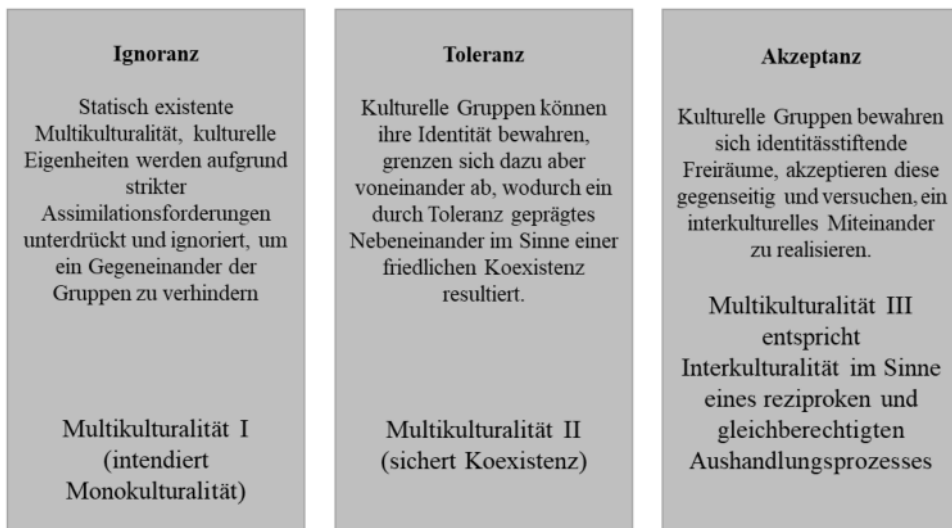 Ignoranz
Statisch existente
Multikulturalität, kulturelle
Eigenheiten werden aufgrund
strikter
Assimilationsforderungen
unterdrückt und ignoriert, um
ein Gegeneinander der
Gruppen zu verhindern
Multikulturalität I
(intendiert
Monokulturalität)
Toleranz
Kulturelle Gruppen können
ihre Identität bewahren,
grenzen sich dazu aber
voneinander ab, wodurch ein
durch Toleranz geprägtes
Nebeneinander im Sinne einer
friedlichen Koexistenz
resultiert.
Multikulturalität II
(sichert Koexistenz)
Akzeptanz
Kulturelle Gruppen bewahren
sich identitässtiftende
Freiräume, akzeptieren diese
gegenseitig und versuchen, ein
interkulturelles Miteinander
zu realisieren.
Multikulturalität III
entspricht
Interkulturalität im Sinne
eines reziproken und
gleichberechtigten
Aushandlungsprozesses